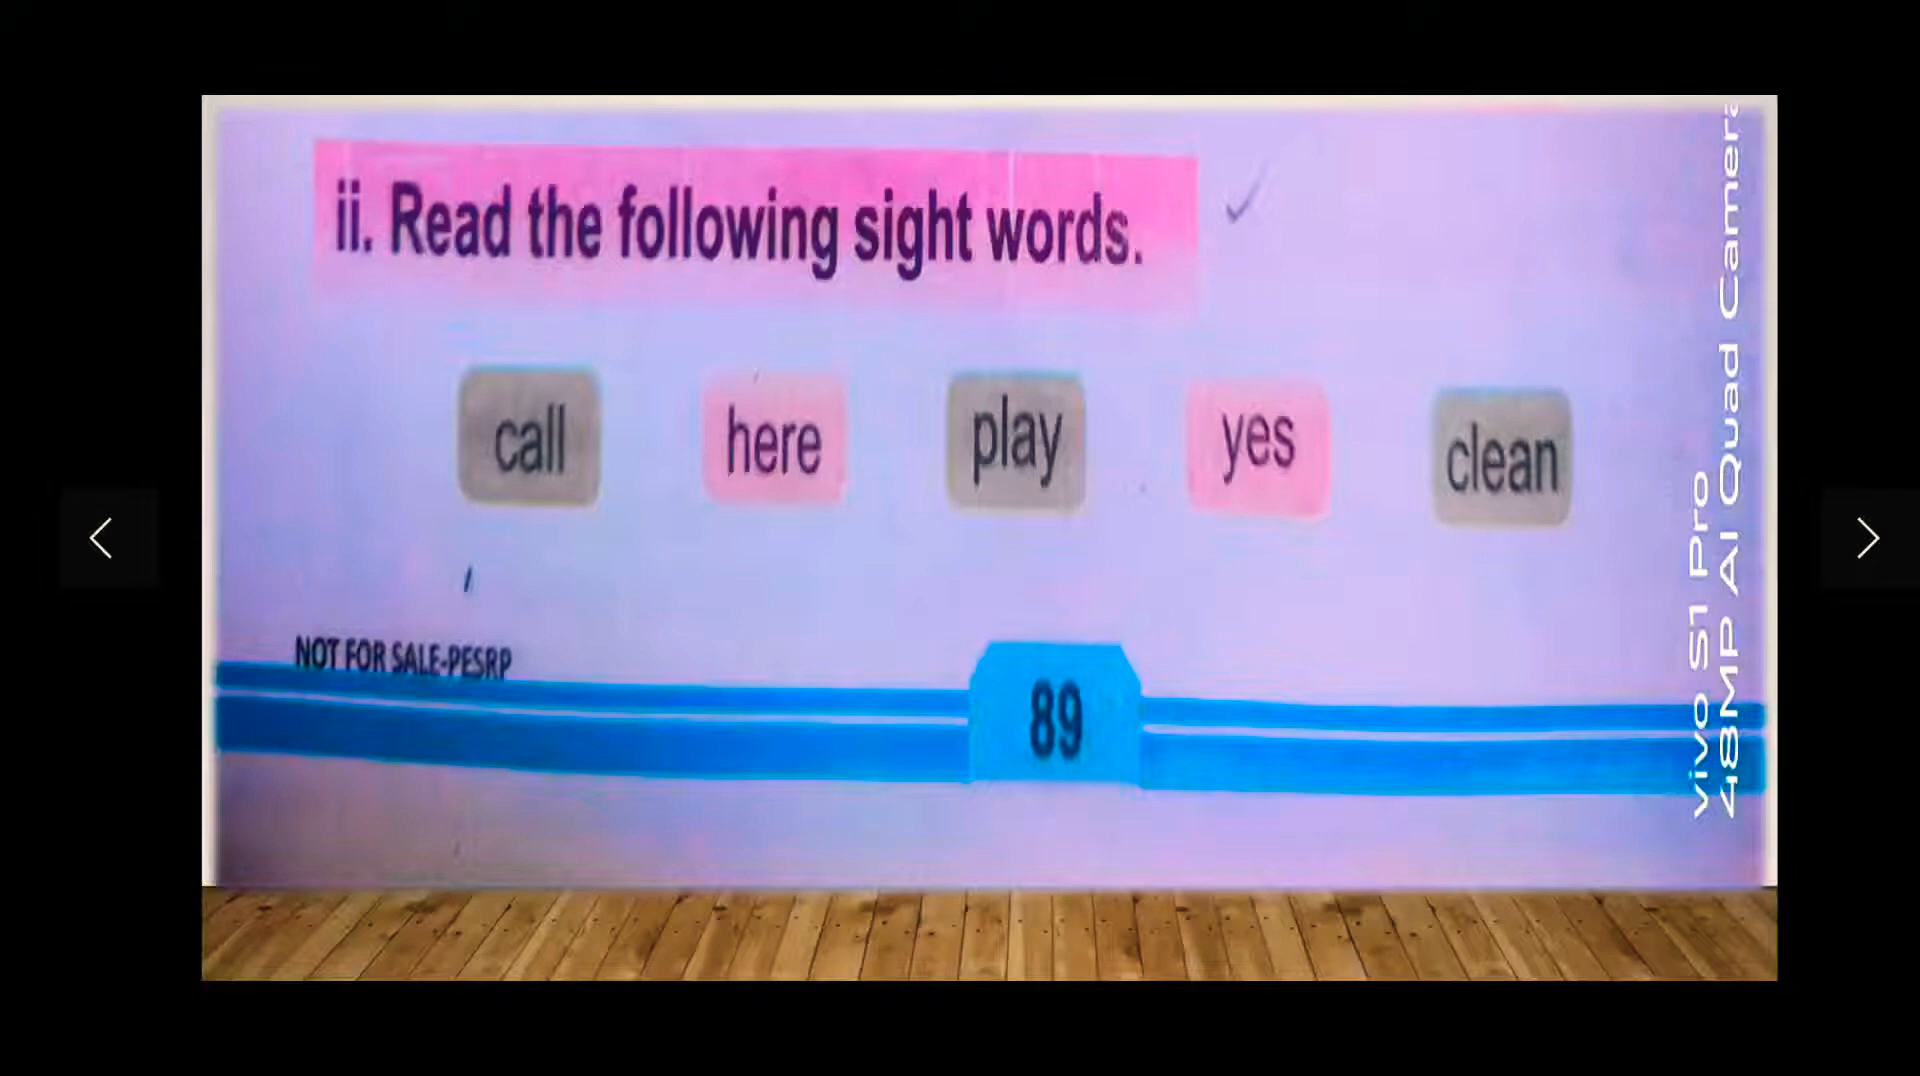 ii. Read the following sight words.
call here play yes clean
NOT FOR SALE-PESRP
89
vivo S1 Pro
48MP AI Quad Camera